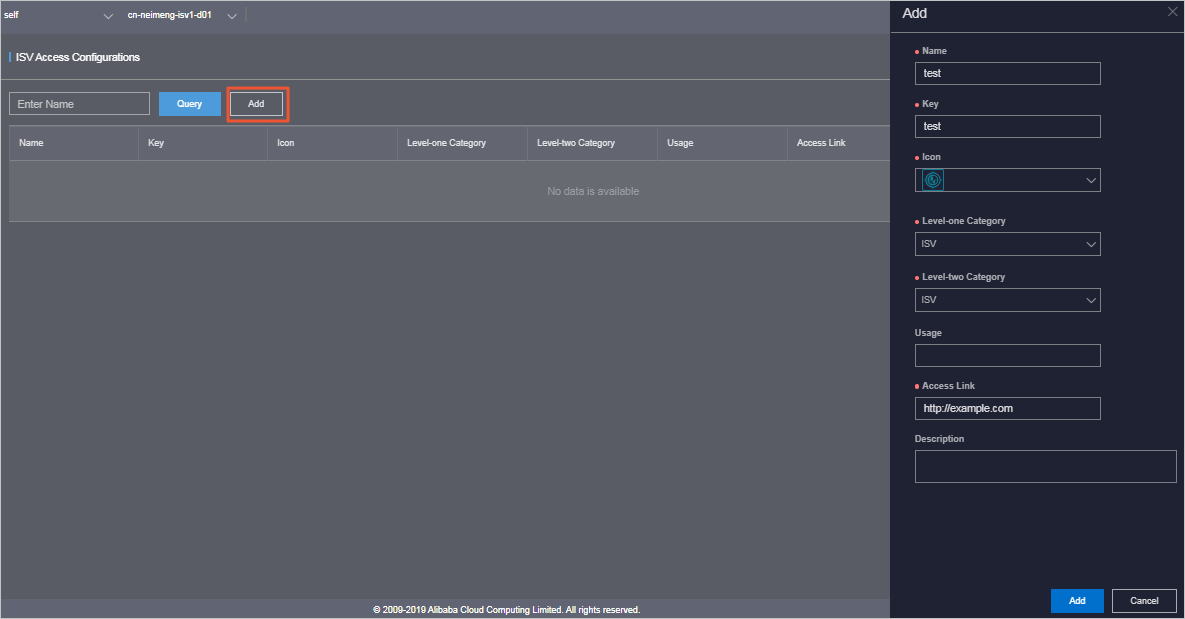 self cn-neimeng-isv1-d01
ISV Access Configurations
Enter Name Query Add
Name Key Icon Level-one Category Level-two Category Usage Access Link
No data is available
© 2009-2019 Alibaba Cloud Computing Limited. All rights reserved.
Add
Name
test
Key
test
Icon
Level-one Category
ISV
Level-two Category
ISV
Usage
Access Link
http://example.com
Description
Add Cancel